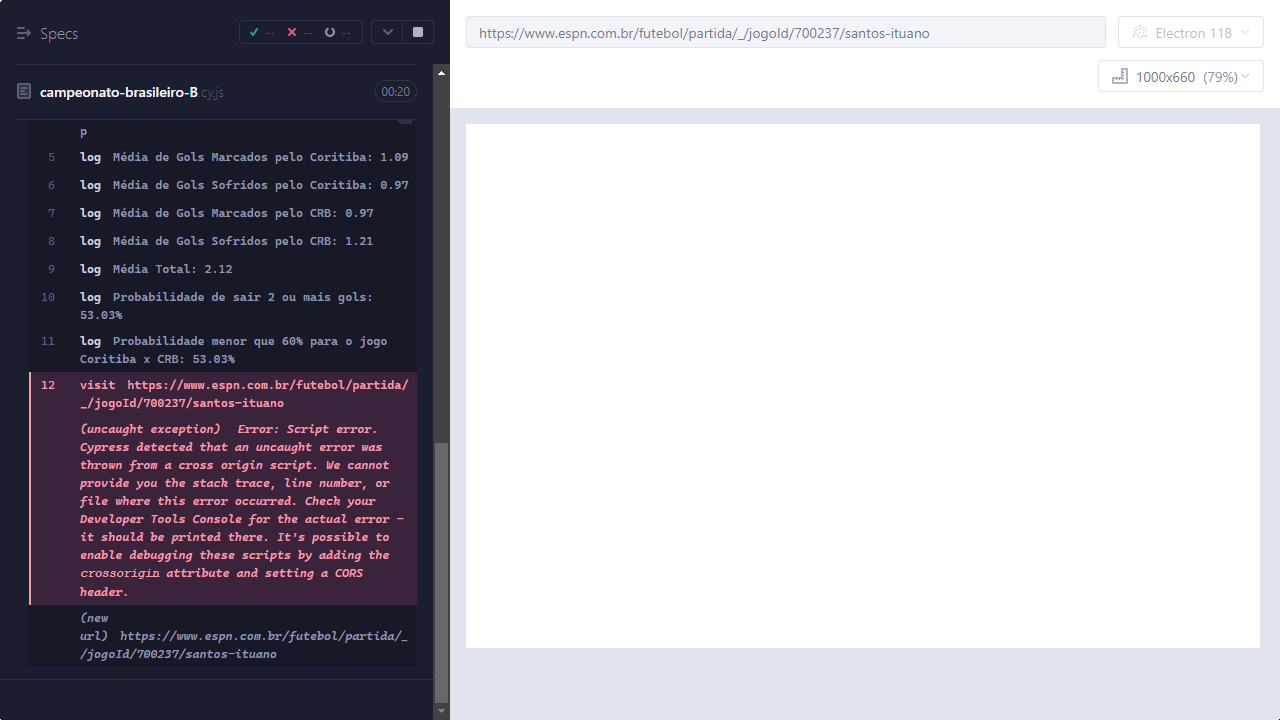 Specs
-- -- --
campeonato-brasileiro-B.cy.js 00:20
p
5 log Média de Gols Marcados pelo Coritiba: 1.09
6 log Média de Gols Sofridos pelo Coritiba: 0.97
7 log Média de Gols Marcados pelo CRB: 0.97
8 log Média de Gols Sofridos pelo CRB: 1.21
9 log Média Total: 2.12
10 log Probabilidade de sair 2 ou mais gols:
53.03%
11 log Probabilidade menor que 60% para o jogo
Coritiba x CRB: 53.03%
12 visit https://www.espn.com.br/futebol/partida/
_/jogoId/700237/santos-ituano
(uncaught exception) Error: Script error.
Cypress detected that an uncaught error was
thrown from a cross origin script. We cannot
provide you the stack trace, line number, or
file where this error occurred. Check your
Developer Tools Console for the actual error -
it should be printed there. It's possible to
enable debugging these scripts by adding the
crossorigin attribute and setting a CORS
header.
(new
url) https://www.espn.com.br/futebol/partida/_
/jogoId/700237/santos-ituano
https://www.espn.com.br/futebol/partida/_/jogoId/700237/santos-ituano
Electron 118
1000x660 (79%)